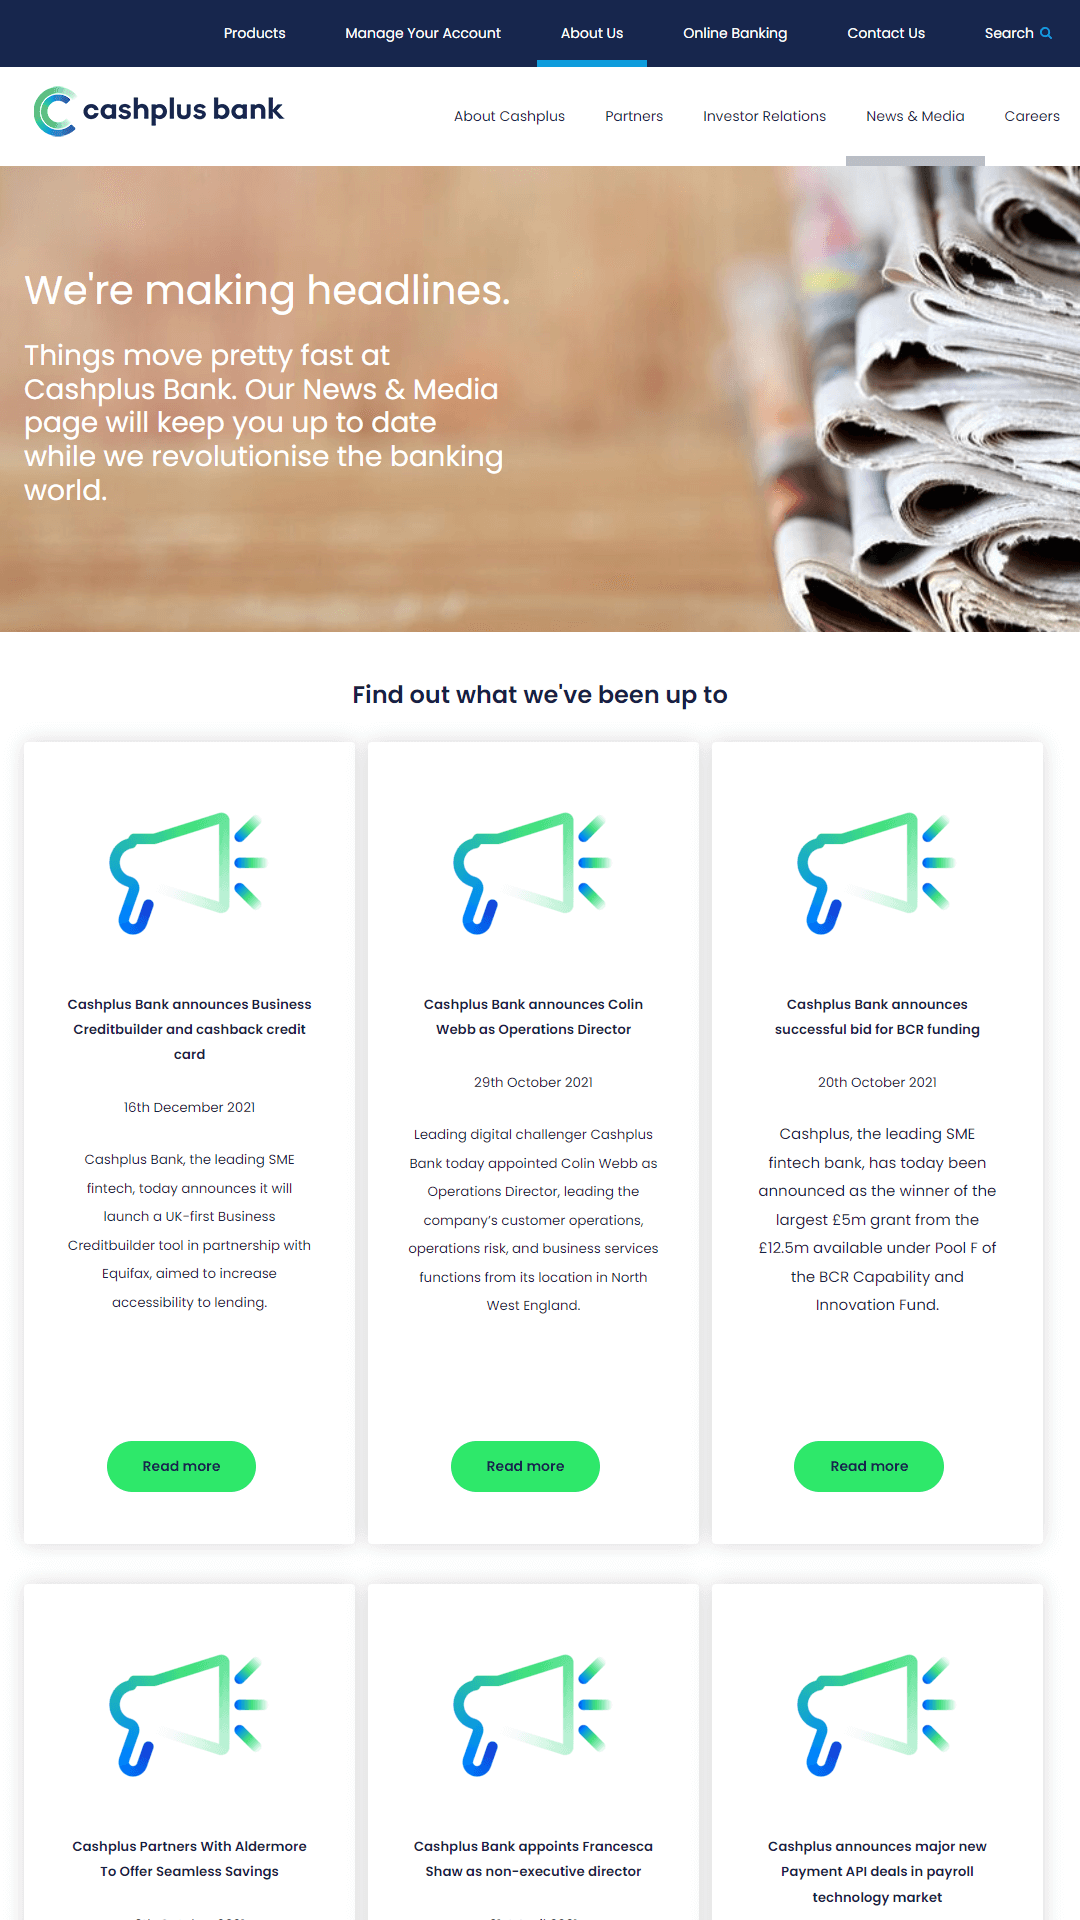 Products Manage Your Account About Us Online Banking Contact Us Search
cashplus bank
About Cashplus Partners Investor Relations News & Media Careers
We're making headlines.
Things move pretty fast at
Cashplus Bank. Our News & Media
page will keep you up to date
while we revolutionise the banking
world.
Find out what we've been up to
Cashplus Bank announces Business
Creditbuilder and cashback credit
card
16th December 2021
Cashplus Bank, the leading SME
fintech, today announces it will
launch a UK-first Business
Creditbuilder tool in partnership with
Equifax, aimed to increase
accessibility to lending.
Read more
Cashplus Bank announces Colin
Webb as Operations Director
29th October 2021
Leading digital challenger Cashplus
Bank today appointed Colin Webb as
Operations Director, leading the
company's customer operations,
operations risk, and business services
functions from its location in North
West England.
Read more
Cashplus Bank announces
successful bid for BCR funding
20th October 2021
Cashplus, the leading SME
fintech bank, has today been
announced as the winner of the
largest £5m grant from the
£12.5m available under Pool F of
the BCR Capability and
Innovation Fund.
Read more
Cashplus Partners With Aldermore
To Offer Seamless Savings
Cashplus Bank appoints Francesca
Shaw as non-executive director
Cashplus announces major new
Payment API deals in payroll
technology market